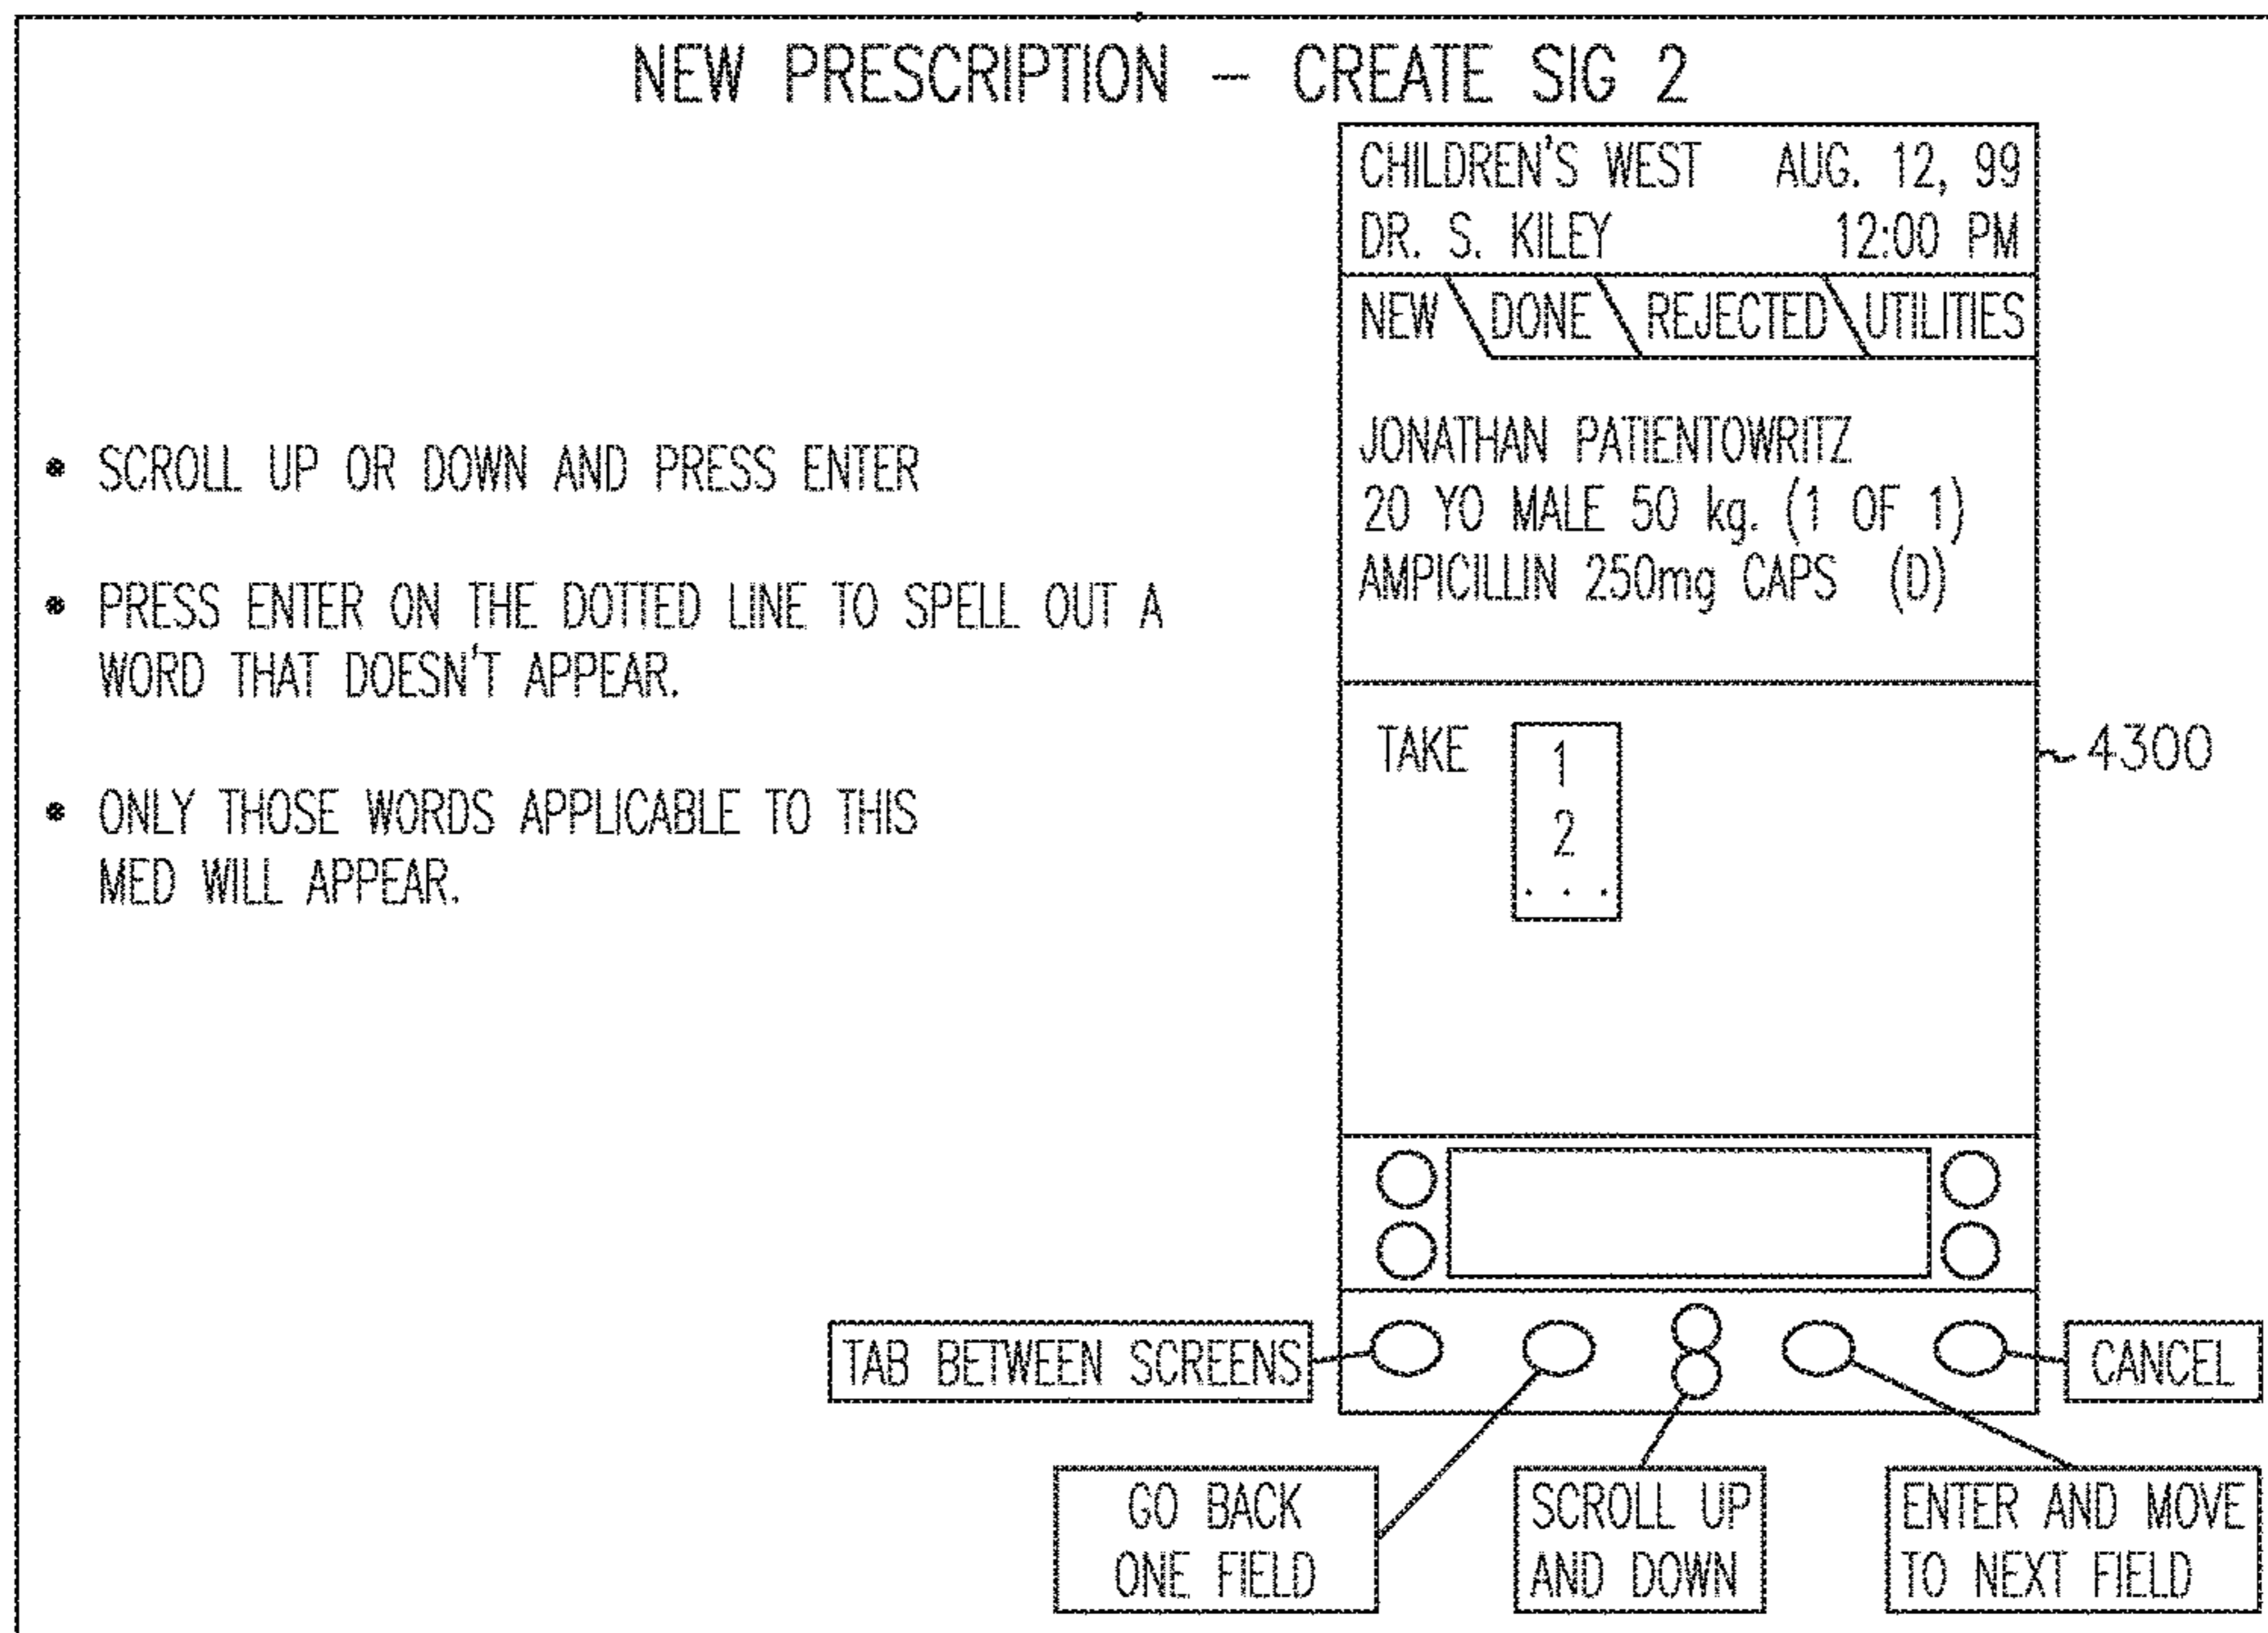 NEW PRESCRIPTION – CREATE SIG 2
• SCROLL UP OR DOWN AND PRESS ENTER
• PRESS ENTER ON THE DOTTED LINE TO SPELL OUT A
WORD THAT DOESN'T APPEAR.
• ONLY THOSE WORDS APPLICABLE TO THIS
MED WILL APPEAR.
CHILDREN'S WEST AUG. 12, 99
DR. S. KILEY 12:00 PM
NEW DONE REJECTED UTILITIES
JONATHAN PATIENTOWRITZ
20 YO MALE 50 kg. (1 OF 1)
AMPICILLIN 250mg CAPS (D)
TAKE 1
2
. . .
4300
TAB BETWEEN SCREENS
CANCEL
GO BACK
ONE FIELD
SCROLL UP
AND DOWN
ENTER AND MOVE
TO NEXT FIELD